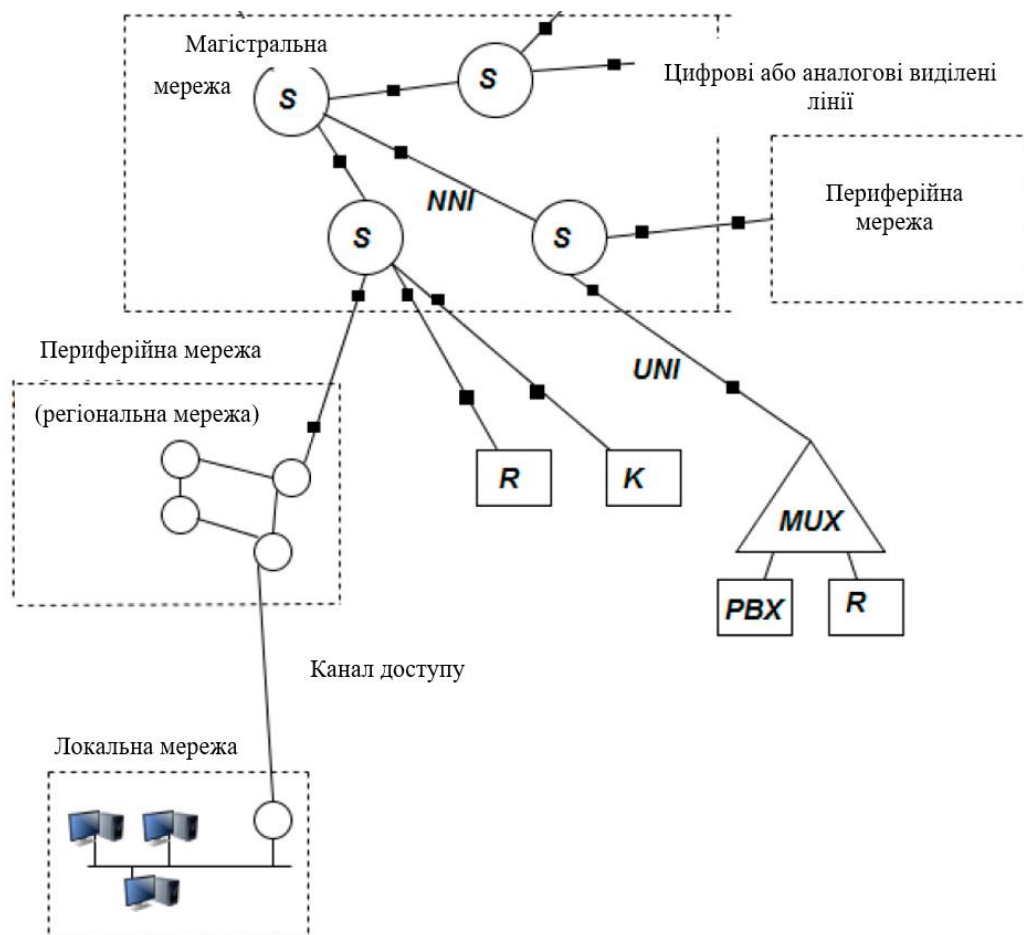 Магістральна
мережа
S
S
Цифрові або аналогові виділені
лінії
NNI
S
S
Периферійна
мережа
Периферійна мережа
(регіональна мережа)
UNI
R
K
MUX
PBX
R
Канал доступу
Локальна мережа